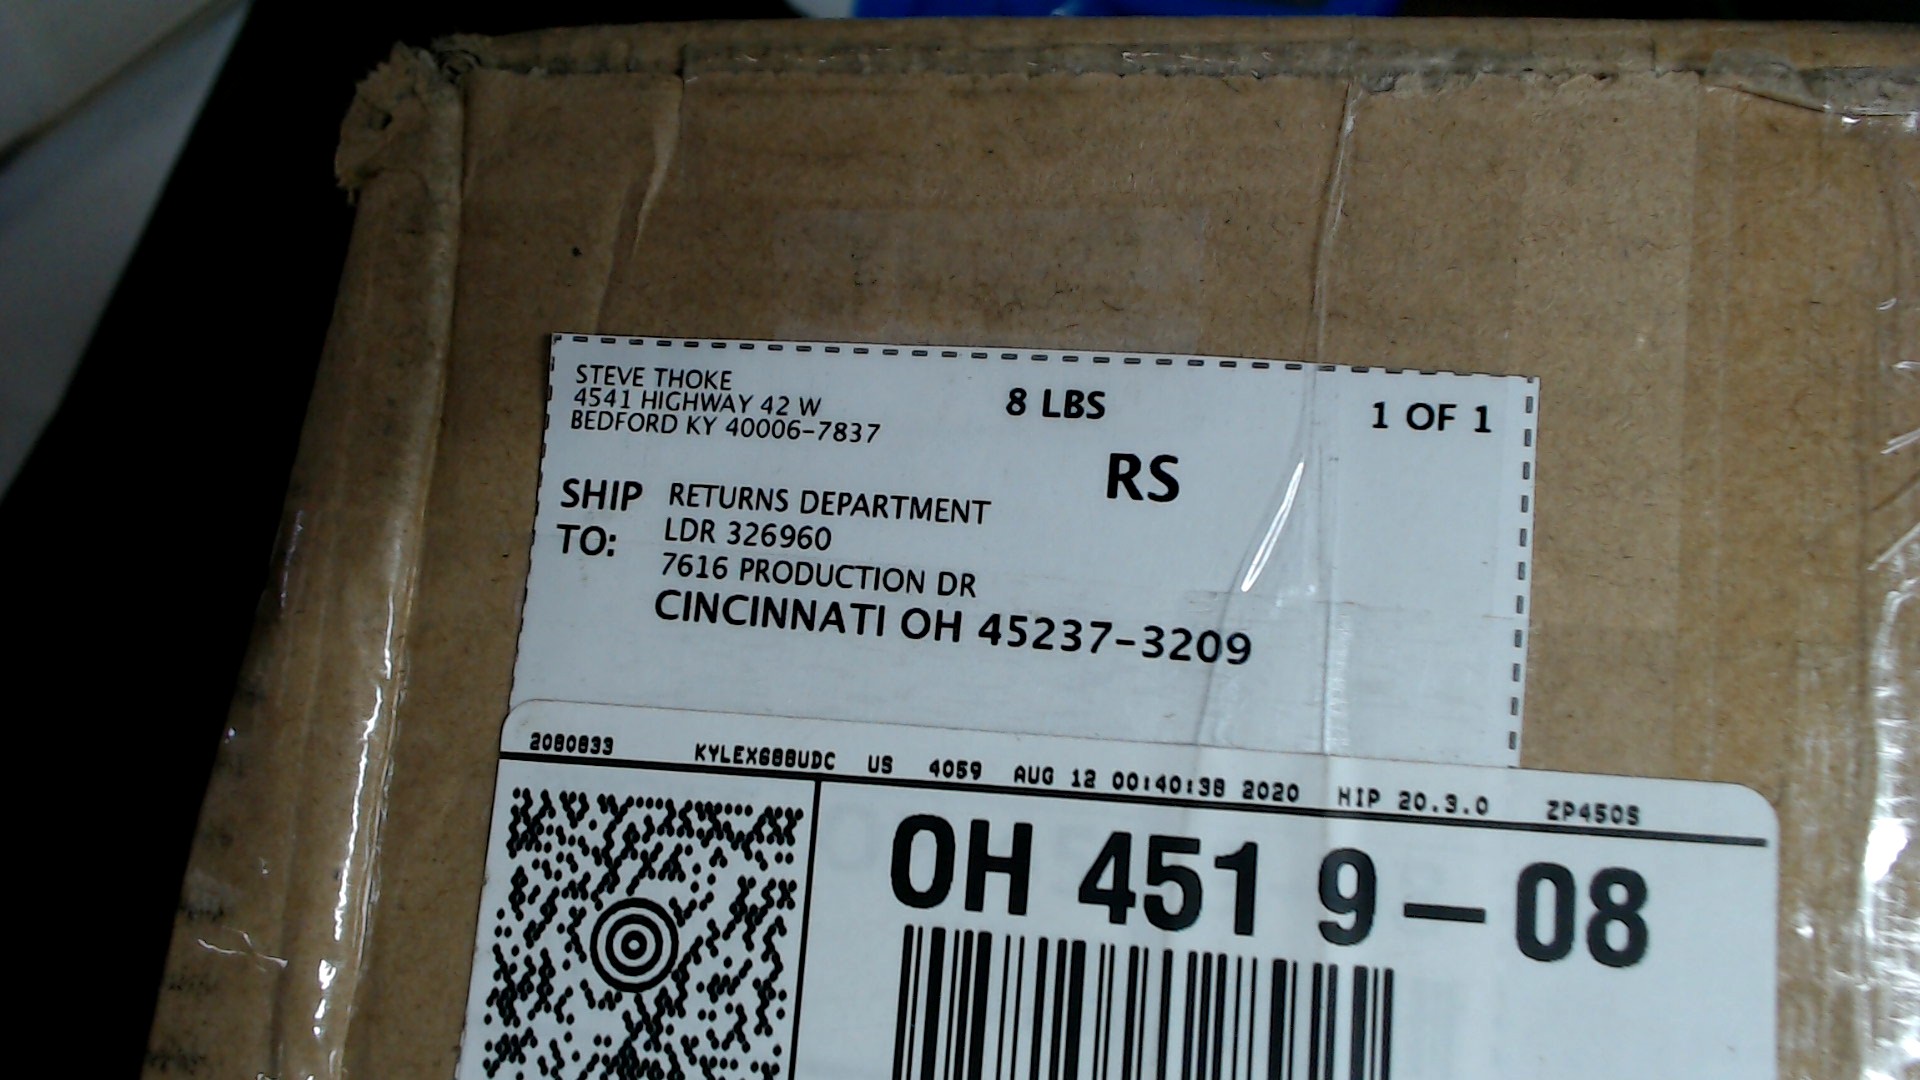 STEVE THOKE
4541 HIGHWAY 42 W
BEDFORD KY 40006-7837
8 LBS
1 OF 1
RS
SHIP TO:
RETURNS DEPARTMENT
LDR 326960
7616 PRODUCTION DR
CINCINNATI OH 45237-3209
2080833 KYLEX688UDC US 4059 AUG 12 00:40:38 2020 HIP 20.3.0 ZP450S
OH 451 9-08